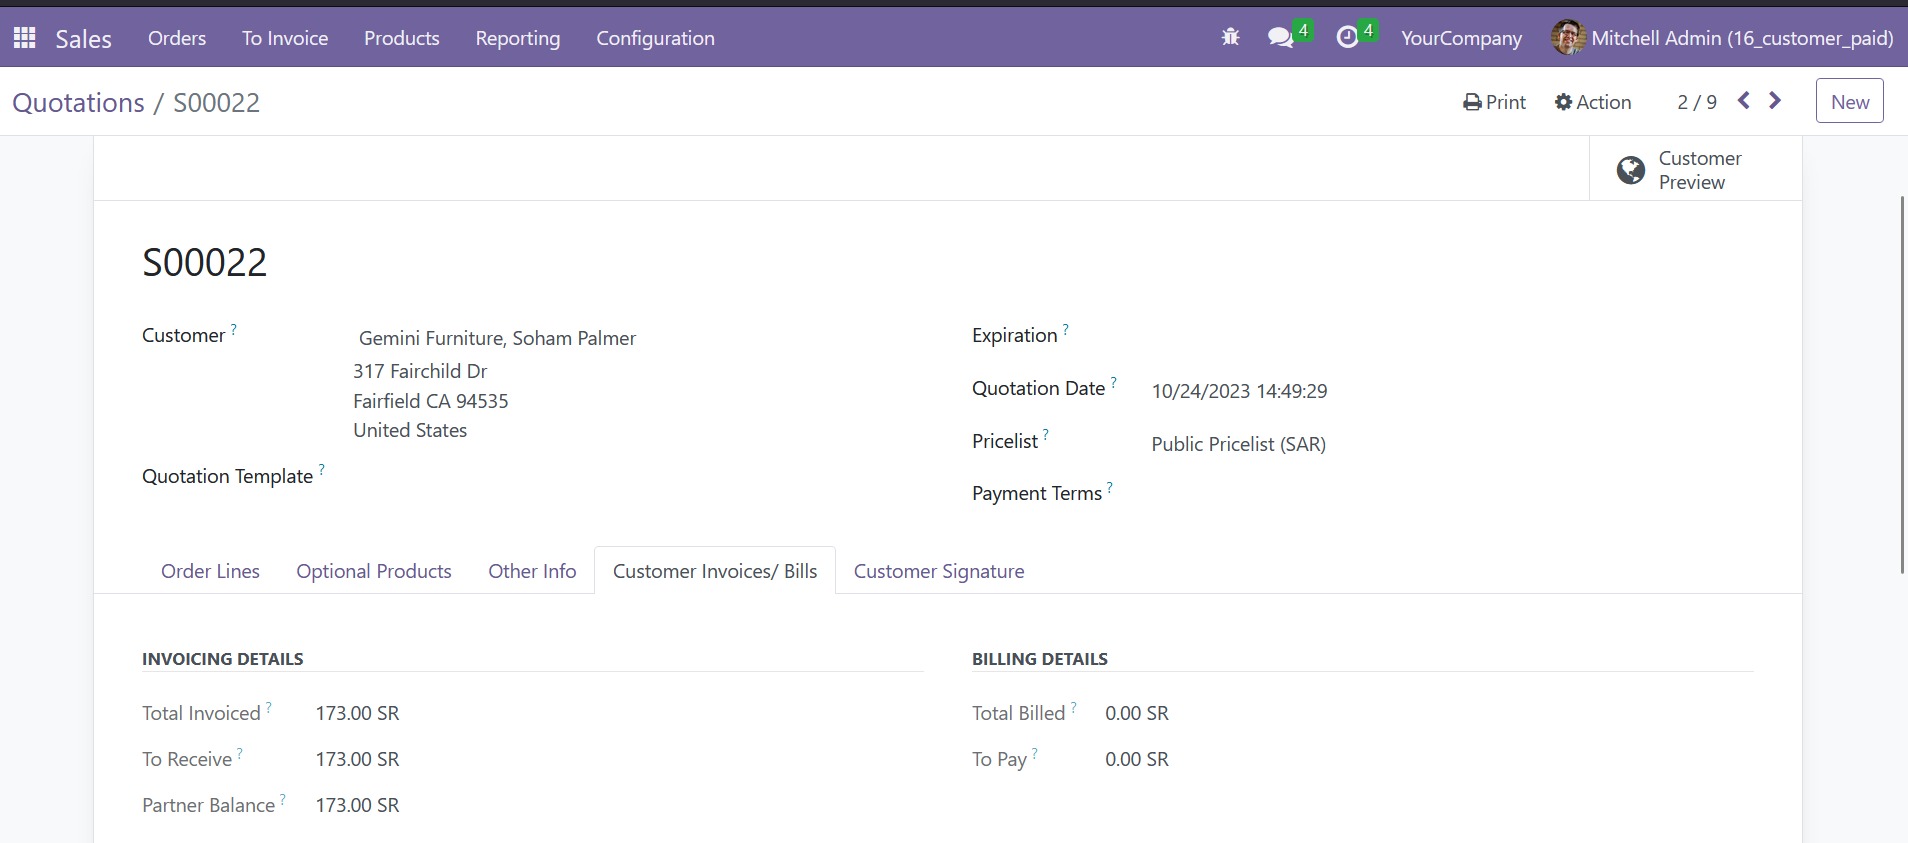 Sales Orders To Invoice Products Reporting Configuration 4 4 YourCompany Mitchell Admin (16_customer_paid)
Quotations / S00022 Print Action 2 / 9 New
Customer
Preview
S00022
Customer ? Gemini Furniture, Soham Palmer
317 Fairchild Dr
Fairfield CA 94535
United States
Quotation Template ?
Expiration ?
Quotation Date ? 10/24/2023 14:49:29
Pricelist ? Public Pricelist (SAR)
Payment Terms ?
Order Lines Optional Products Other Info Customer Invoices/ Bills Customer Signature
INVOICING DETAILS
Total Invoiced ? 173.00 SR
To Receive ? 173.00 SR
Partner Balance ? 173.00 SR
BILLING DETAILS
Total Billed ? 0.00 SR
To Pay ? 0.00 SR